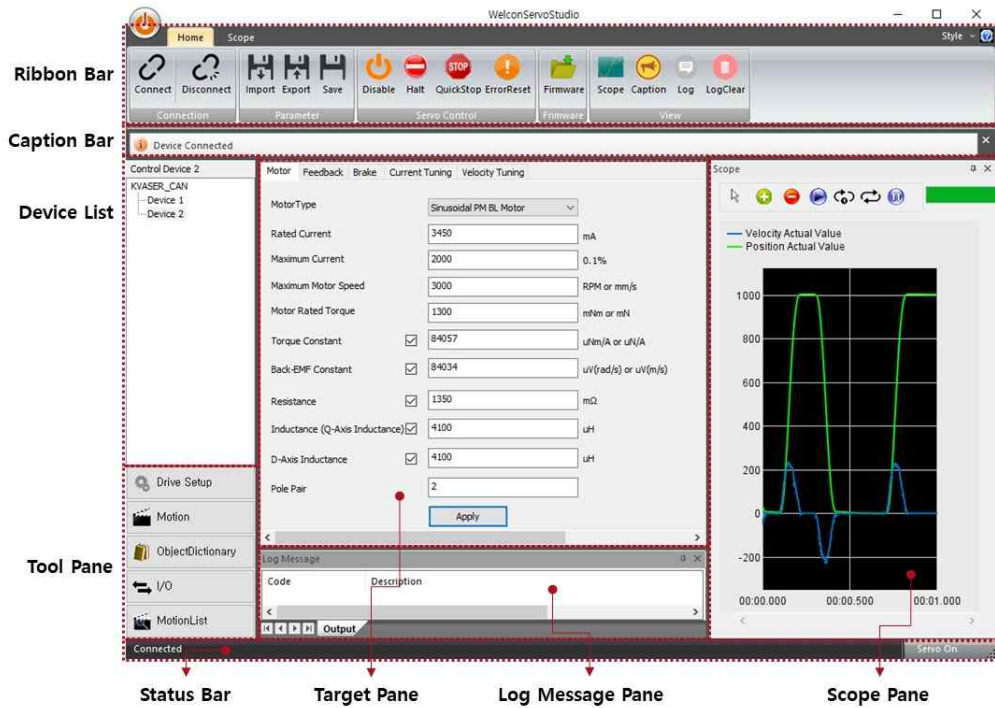 WelconServoStudio
Home Scope Style
Ribbon Bar
Connect Disconnect Import Export Save Disable Halt QuickStop ErrorReset Firmware Scope Caption Log LogClear
STOP
Connection Parameter Servo Control Frimware View
Caption Bar
Device Connected
Device List
Control Device 2
KVASER_CAN
Device 1
Device 2
Motor Feedback Brake Current Tuning Velocity Tuning
MotorType Sinusoidal PM BL Motor
Rated Current 3450 mA
Maximum Current 2000 0.1%
Maximum Motor Speed 3000 RPM or mm/s
Motor Rated Torque 1300 mNm or mN
Torque Constant 84057 uNm/A or uN/A
Back-EMF Constant 84034 uV(rad/s) or uV(m/s)
Resistance 1350 mΩ
Inductance (Q-Axis Inductance) 4100 uH
D-Axis Inductance 4100 uH
Pole Pair 2
Apply
Scope
Velocity Actual Value
Position Actual Value
1000
800
600
400
200
0
-200
00:00.000 00:00.500 00:01.000
Tool Pane
Drive Setup
Motion
ObjectDictionary
I/O
MotionList
Log Message
Code Description
Output
Connected Servo On
Status Bar Target Pane Log Message Pane Scope Pane